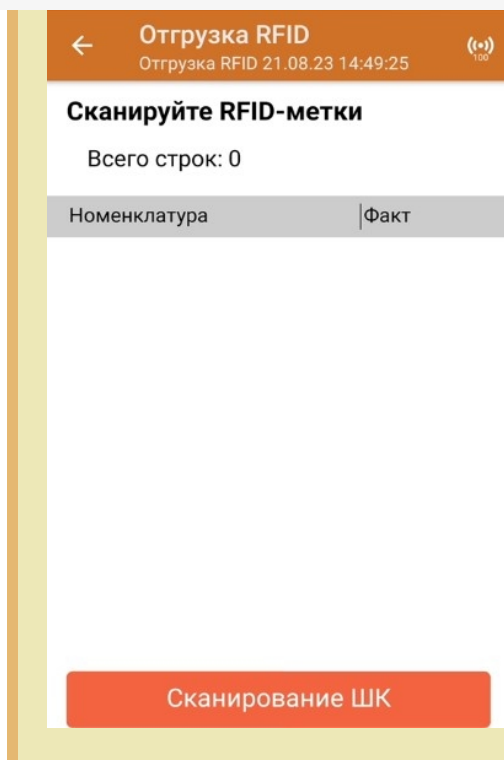 Отгрузка RFID
Отгрузка RFID 21.08.23 14:49:25
100
Сканируйте RFID-метки
Всего строк: 0
Номенклатура Факт
Сканирование ШК